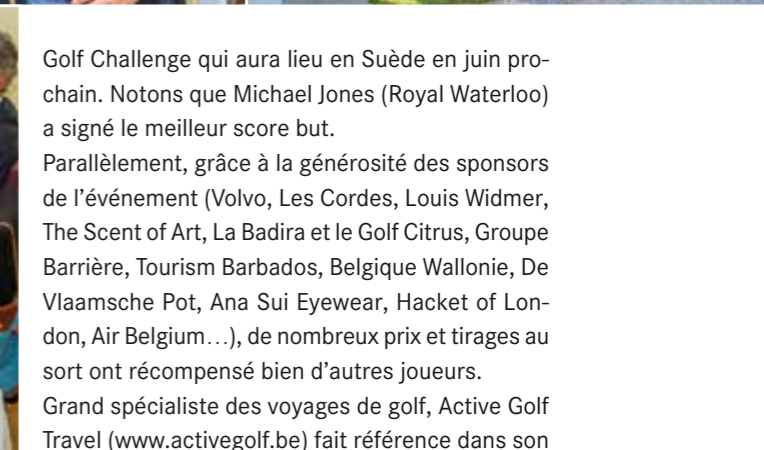 Golf Challenge qui aura lieu en Suède en juin pro-
chain. Notons que Michael Jones (Royal Waterloo)
a signé le meilleur score but.
Parallèlement, grâce à la générosité des sponsors
de l’événement (Volvo, Les Cordes, Louis Widmer,
The Scent of Art, La Badira et le Golf Citrus, Groupe
Barrière, Tourism Barbados, Belgique Wallonie, De
Vlaamsche Pot, Ana Sui Eyewear, Hacket of Lon-
don, Air Belgium…), de nombreux prix et tirages au
sort ont récompensé bien d’autres joueurs.
Grand spécialiste des voyages de golf, Active Golf
Travel (www.activegolf.be) fait référence dans son